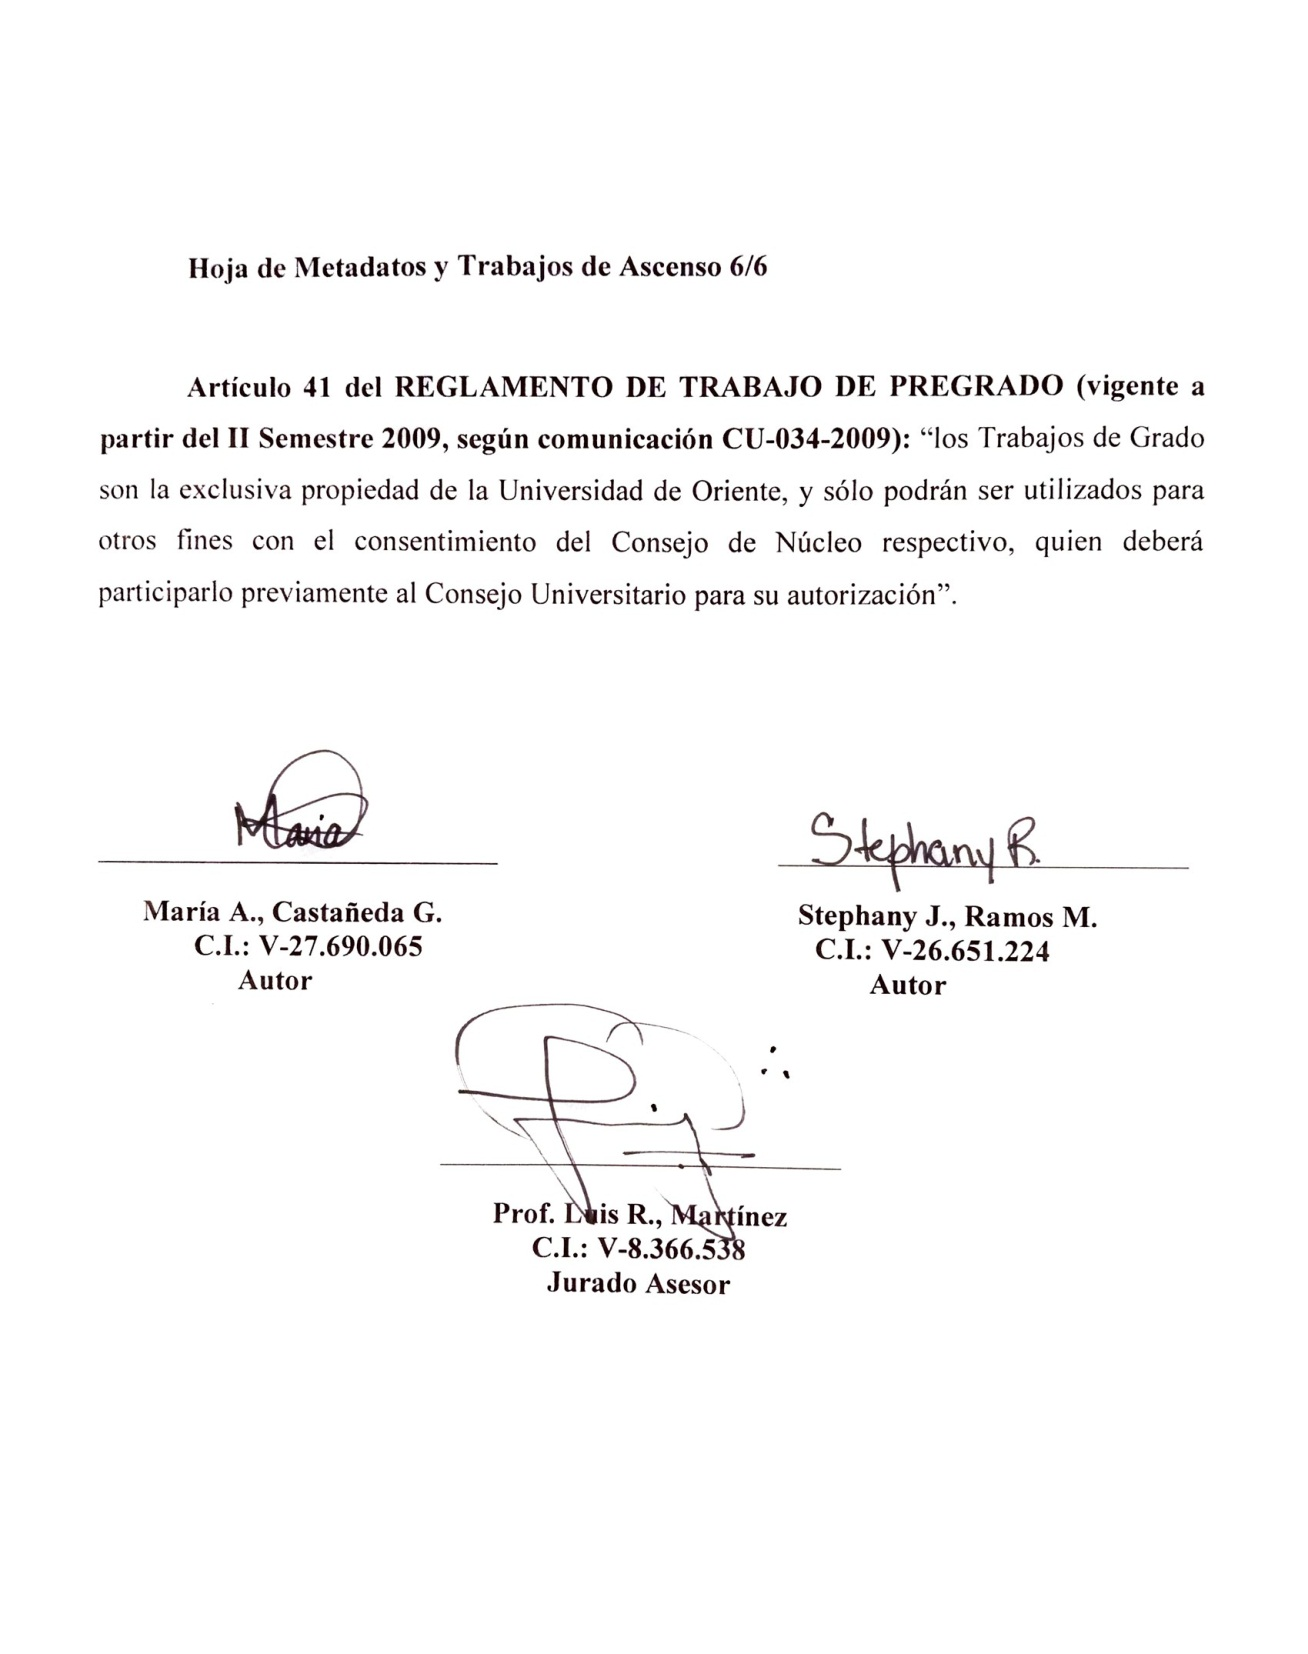 Hoja de Metadatos y Trabajos de Ascenso 6/6
Artículo 41 del REGLAMENTO DE TRABAJO DE PREGRADO (vigente a
partir del II Semestre 2009, según comunicación CU-034-2009): “los Trabajos de Grado
son la exclusiva propiedad de la Universidad de Oriente, y sólo podrán ser utilizados para
otros fines con el consentimiento del Consejo de Núcleo respectivo, quien deberá
participarlo previamente al Consejo Universitario para su autorización”.
Maria
Stephany R.
María A., Castañeda G.
C.I.: V-27.690.065
Autor
Stephany J., Ramos M.
C.I.: V-26.651.224
Autor
Prof. Luis R., Martínez
C.I.: V-8.366.538
Jurado Asesor